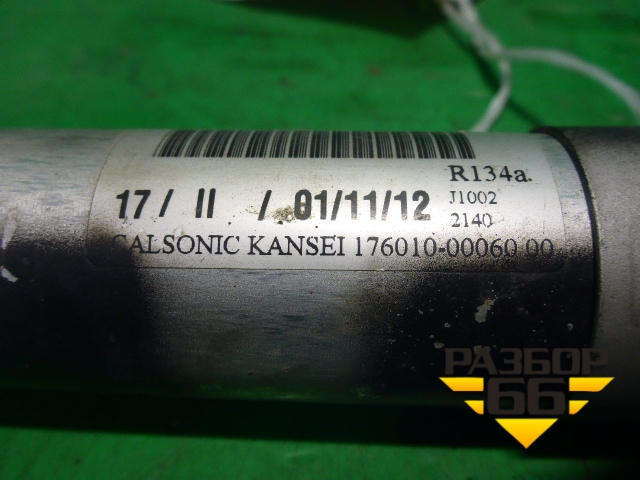 R134a.
17/ II / 01/11/12
J1002
2140
CALSONIC KANSEI 176010-00060 00
РАЗБОР
66